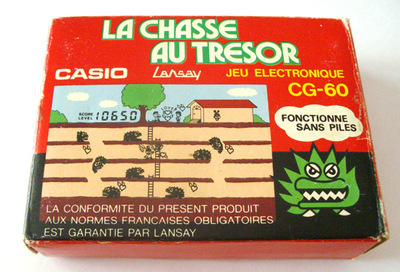 LA CHASSE
AU TRESOR
CASIO Lansay JEU ELECTRONIQUE
CG-60
SCORE
LEVEL 10650
FONCTIONNE
SANS PILES
LA CONFORMITE DU PRESENT PRODUIT
AUX NORMES FRANCAISES OBLIGATOIRES
EST GARANTIE PAR LANSAY